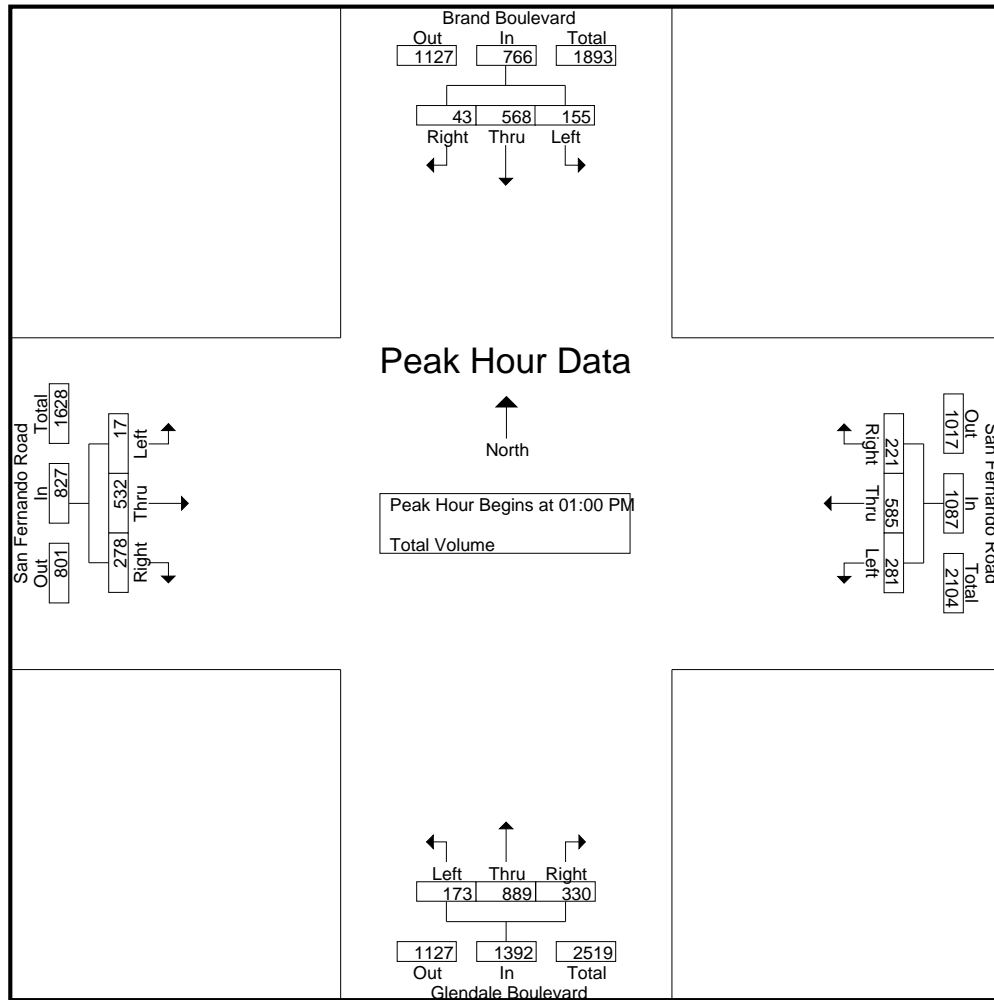 Brand Boulevard
Out In Total
1127 766 1893
43 568 155
Right Thru Left
Peak Hour Data
North
Peak Hour Begins at 01:00 PM
Total Volume
San Fernando Road
Total In Out
1628 827 801
17 532 278
Left Thru Right
San Fernando Road
Out In Total
1017 1087 2104
221 585 281
Right Thru Left
Left Thru Right
173 889 330
1127 1392 2519
Out In Total
Glendale Boulevard